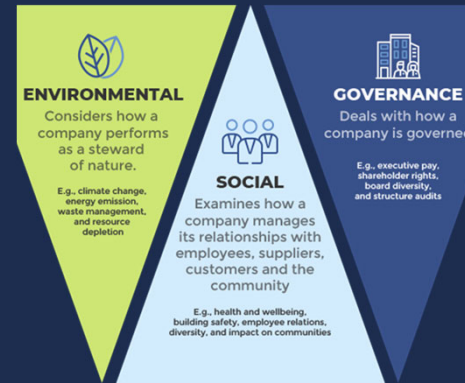 ENVIRONMENTAL
Considers how a
company performs
as a steward
of nature.
E.g., climate change,
energy emission,
waste management,
and resource
depletion
SOCIAL
Examines how a
company manages
its relationships with
employees, suppliers,
customers and the
community
E.g., health and wellbeing,
building safety, employee relations,
diversity, and impact on communities
GOVERNANCE
Deals with how a
company is governe
E.g., executive pay,
shareholder rights,
board diversity,
and structure audits